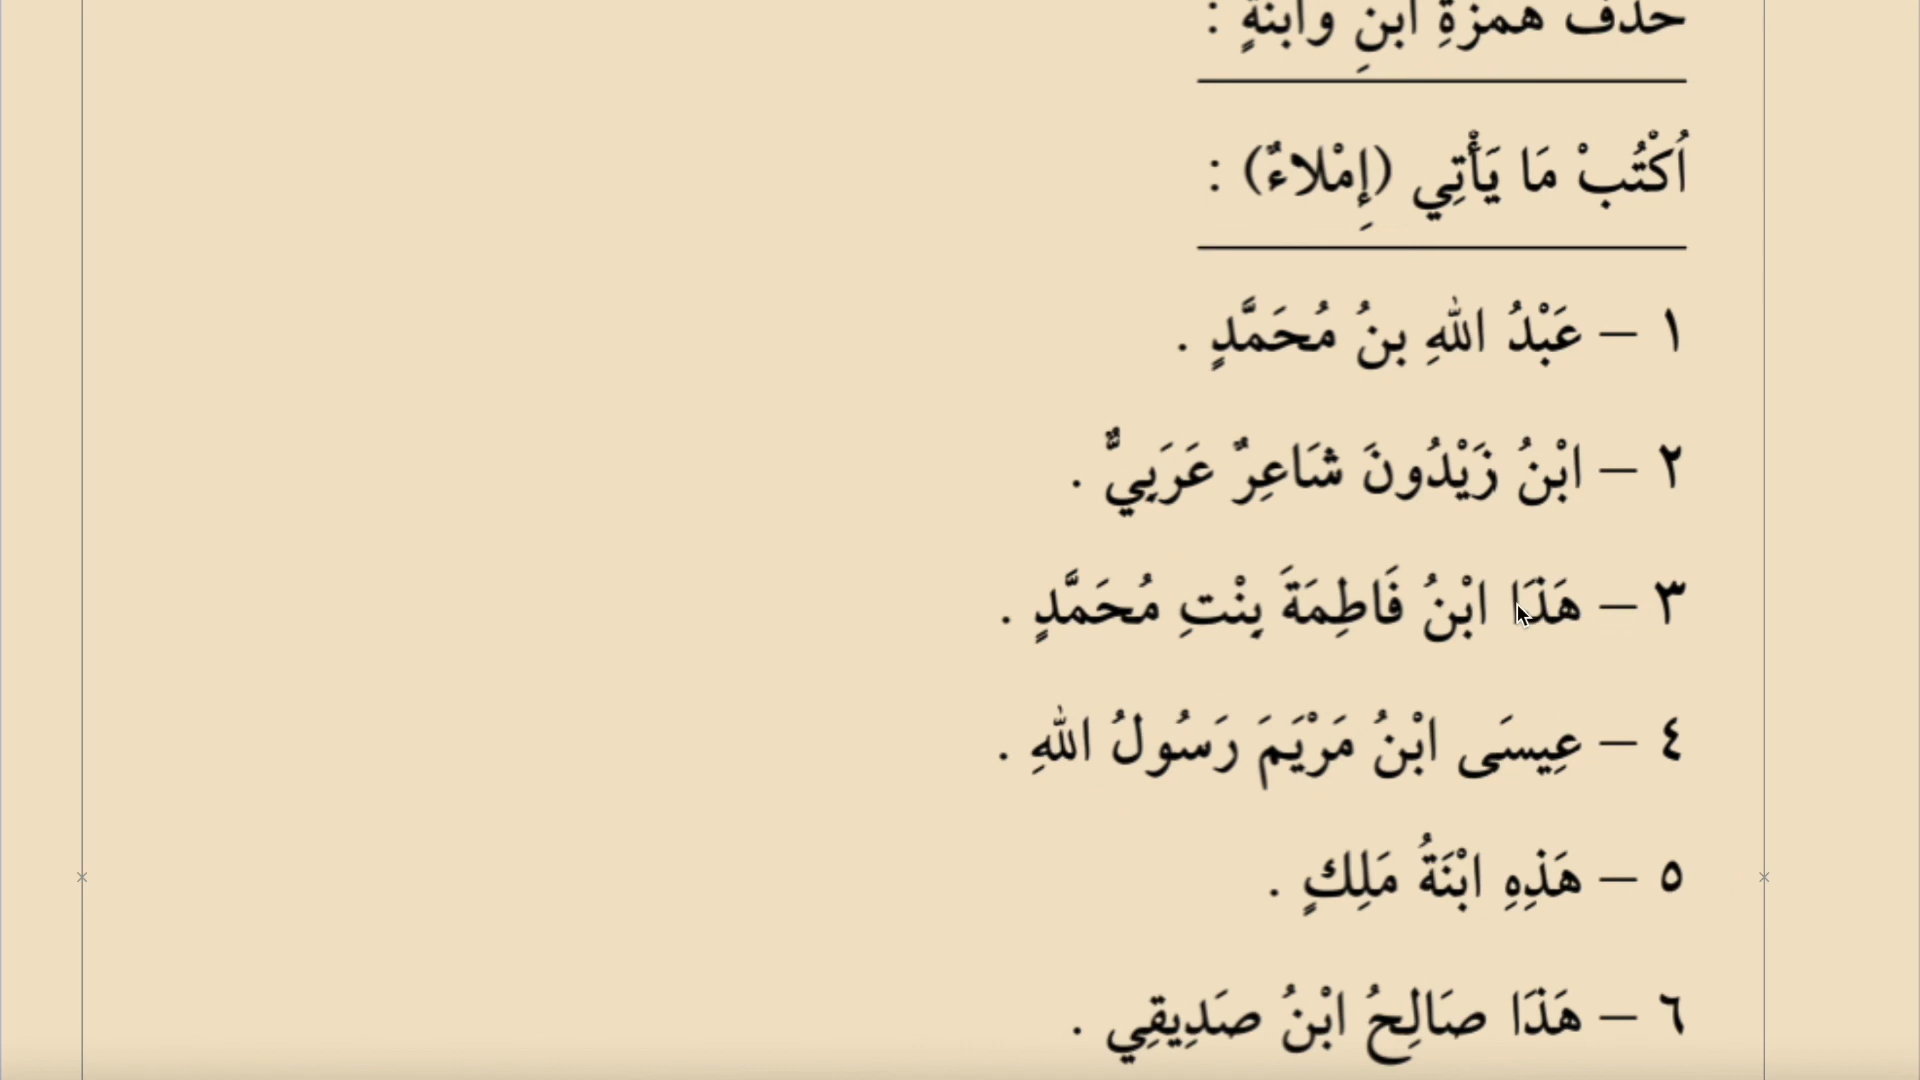 حذف همزةِ ابنِ وابنةٍ :
اُكْتُبْ مَا يَأْتِي (إِمْلاءٌ) :
١ – عَبْدُ اللهِ بنُ مُحَمَّدٍ .
٢ – ابْنُ زَيْدُونَ شَاعِرٌ عَرَبِيٌّ .
٣ – هَذَا ابْنُ فَاطِمَةَ بِنْتِ مُحَمَّدٍ .
٤ – عِيسَى ابْنُ مَرْيَمَ رَسُولُ اللهِ .
٥ – هَذِهِ ابْنَةُ مَلِكٍ .
٦ – هَذَا صَالِحُ ابْنُ صَدِيقِي .